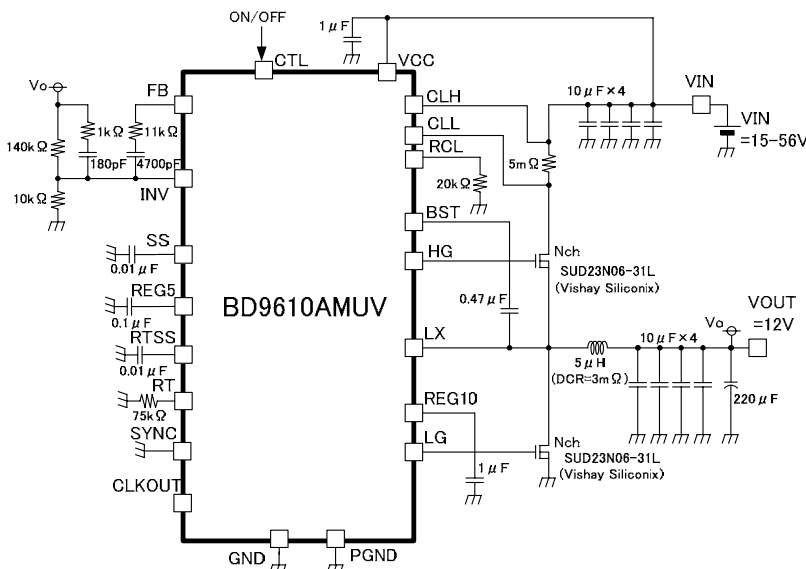 ON/OFF
1μF
CTL
VCC
Vo
FB
1kΩ
11kΩ
140kΩ
180pF
4700pF
INV
10kΩ
SS
0.01μF
REG5
0.1μF
RTSS
0.01μF
RT
75kΩ
SYNC
CLKOUT
GND
PGND
BD9610AMUV
CLH
CLL
RCL
20kΩ
BST
HG
0.47μF
LX
REG10
1μF
LG
10μF×4
VIN
VIN
=15-56V
5mΩ
Nch
SUD23N06-31L
(Vishay Siliconix)
5μH
(DCR=3mΩ)
10μF×4
Vo
VOUT
=12V
220μF
Nch
SUD23N06-31L
(Vishay Siliconix)